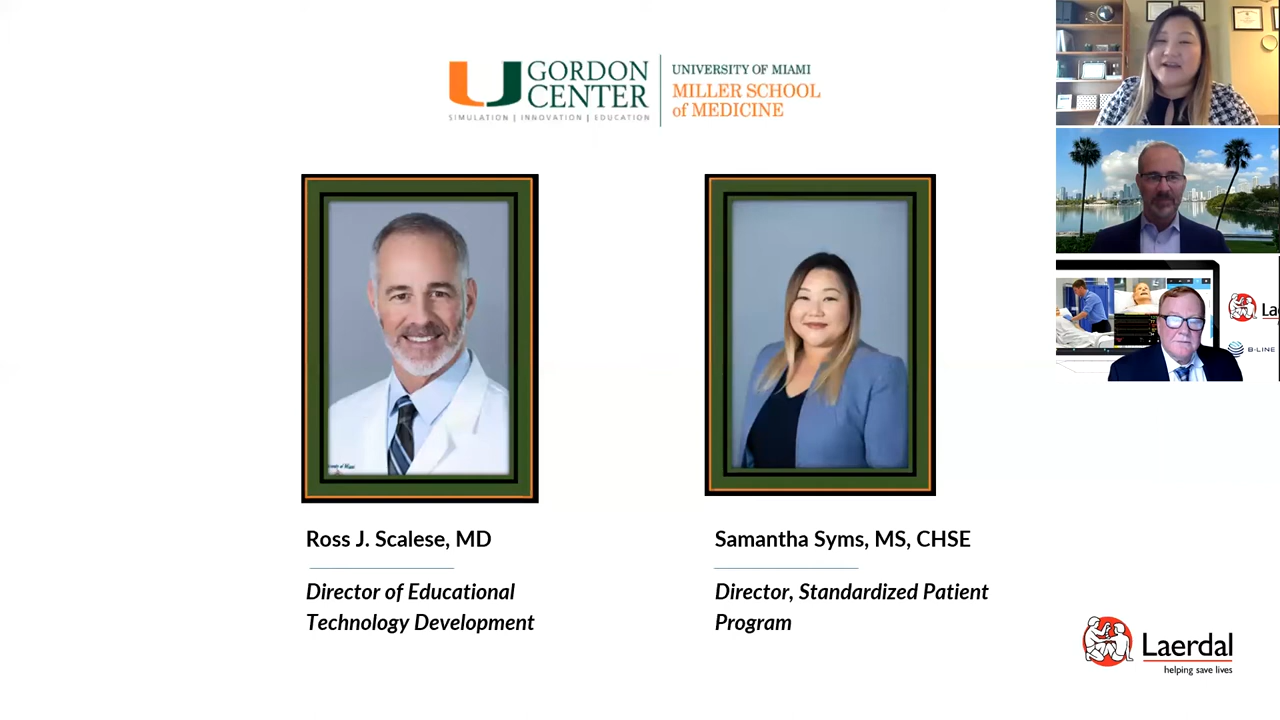 GORDON
CENTER
SIMULATION | INNOVATION | EDUCATION
UNIVERSITY OF MIAMI
MILLER SCHOOL
of MEDICINE
Ross J. Scalese, MD
Director of Educational
Technology Development
Samantha Syms, MS, CHSE
Director, Standardized Patient
Program
La
B-LINE
Laerdal
helping save lives